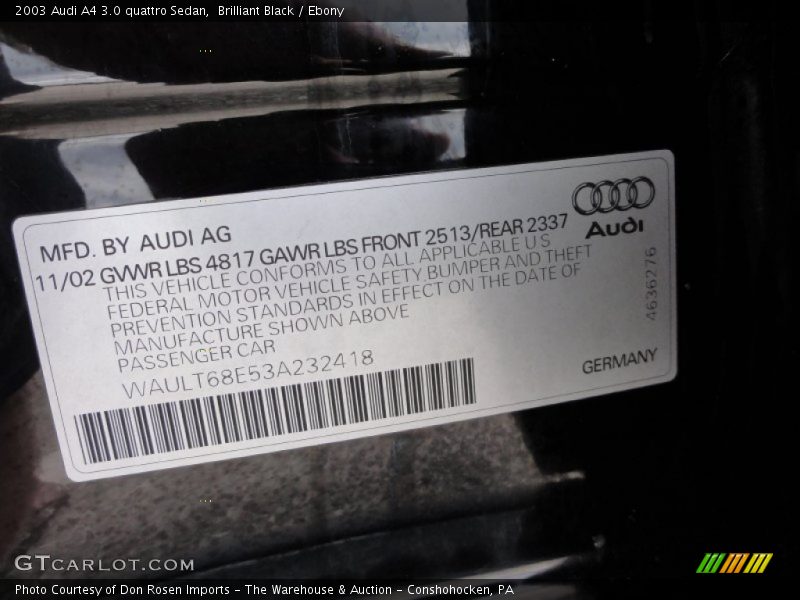 2003 Audi A4 3.0 quattro Sedan, Brilliant Black / Ebony
MFD. BY AUDI AG
11/02 GVWR LBS 4817 GAWR LBS FRONT 2513/REAR 2337
THIS VEHICLE CONFORMS TO ALL APPLICABLE U S
FEDERAL MOTOR VEHICLE SAFETY BUMPER AND THEFT
PREVENTION STANDARDS IN EFFECT ON THE DATE OF
MANUFACTURE SHOWN ABOVE
PASSENGER CAR
WAULT68E53A232418
Audi
4636276
GERMANY
GTCARLOT.COM
Photo Courtesy of Don Rosen Imports - The Warehouse & Auction - Conshohocken, PA